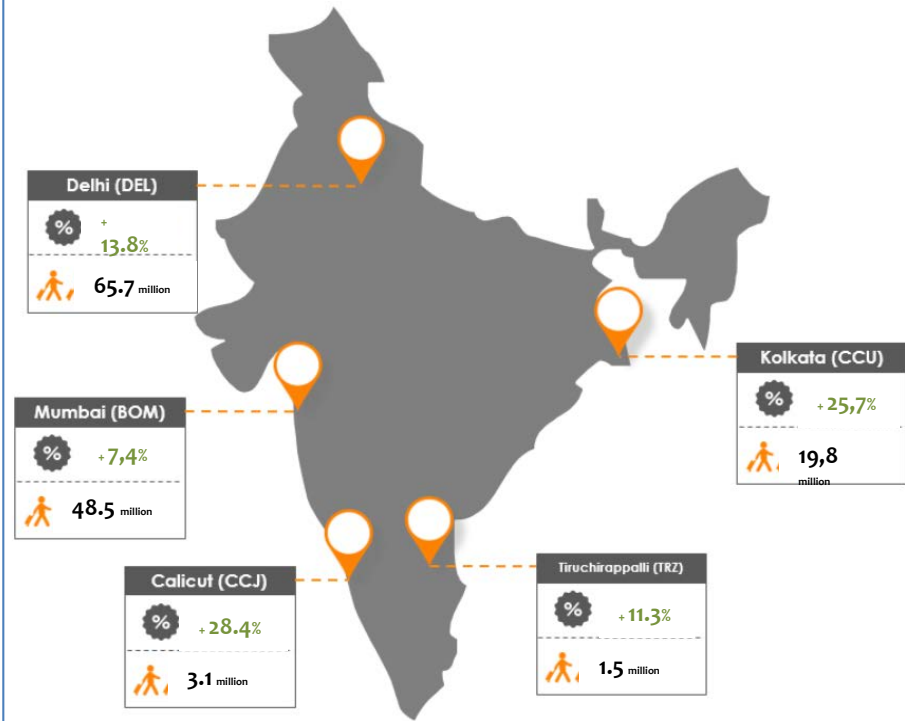 Delhi (DEL)
%
+
13.8%
65.7 million
Kolkata (CCU)
%
+25,7%
19,8
million
Mumbai (BOM)
%
+7,4%
48.5 million
Calicut (CCJ)
%
+28.4%
3.1 million
Tiruchirappalli (TRZ)
%
+11.3%
1.5 million